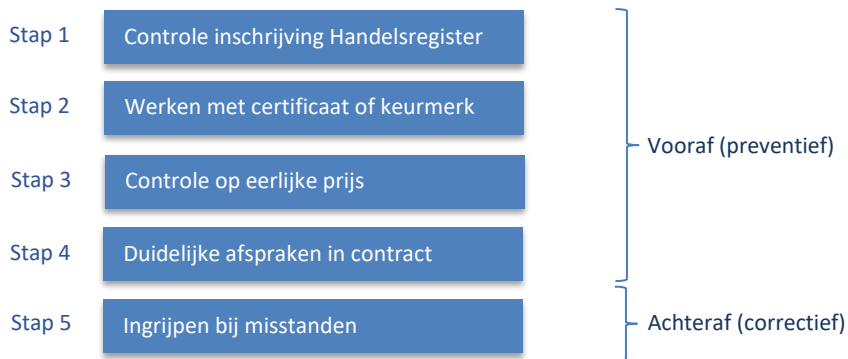 Stap 1
Controle inschrijving Handelsregister
Stap 2
Werken met certificaat of keurmerk
Vooraf (preventief)
Stap 3
Controle op eerlijke prijs
Stap 4
Duidelijke afspraken in contract
Stap 5
Ingrijpen bij misstanden
Achteraf (correctief)